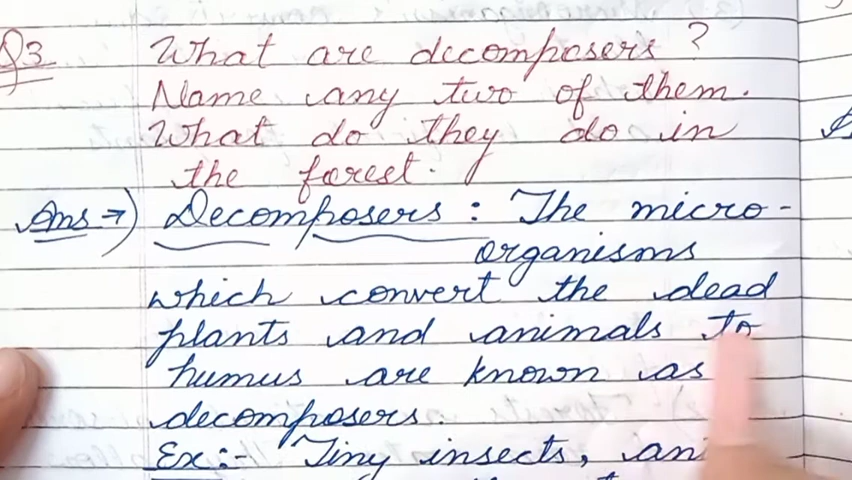 Q3 What are decomposers ?
Name any two of them.
What do they do in
the forest.
Ans → ) Decomposers : The micro-
organisms
which convert the dead
plants and animals to
humus are known as
decomposers.
Ex:- Tiny insects,